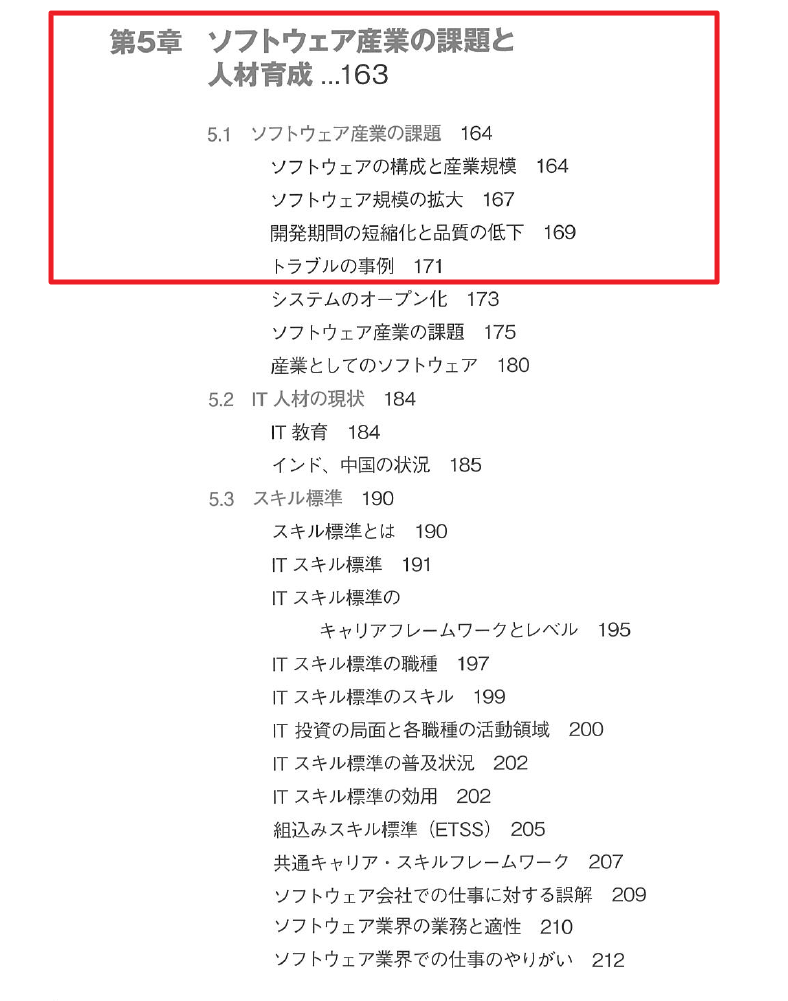 第5章 ソフトウェア産業の課題と
人材育成 ...163
5.1 ソフトウェア産業の課題 164
ソフトウェアの構成と産業規模 164
ソフトウェア規模の拡大 167
開発期間の短縮化と品質の低下 169
トラブルの事例 171
システムのオープン化 173
ソフトウェア産業の課題 175
産業としてのソフトウェア 180
5.2 IT 人材の現状 184
IT 教育 184
インド、中国の状況 185
5.3 スキル標準 190
スキル標準とは 190
IT スキル標準 191
IT スキル標準の
キャリアフレームワークとレベル 195
IT スキル標準の職種 197
IT スキル標準のスキル 199
IT 投資の局面と各職種の活動領域 200
IT スキル標準の普及状況 202
IT スキル標準の効用 202
組込みスキル標準（ETSS） 205
共通キャリア・スキルフレームワーク 207
ソフトウェア会社での仕事に対する誤解 209
ソフトウェア業界の業務と適性 210
ソフトウェア業界での仕事のやりがい 212